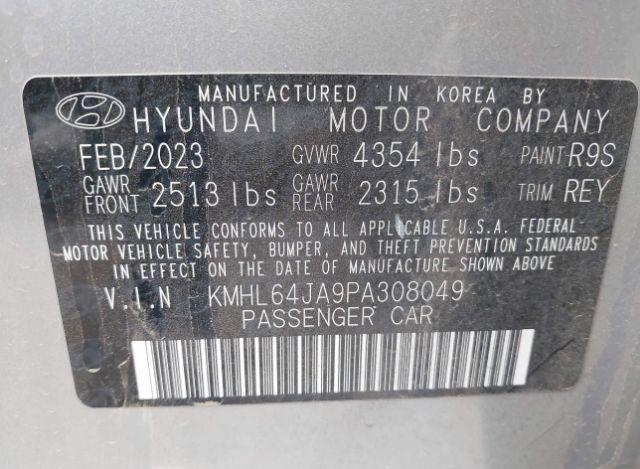 MANUFACTURED IN KOREA BY
HYUNDAI MOTOR COMPANY
FEB/2023 GVWR 4354 lbs PAINT R9S
GAWR FRONT 2513 lbs GAWR REAR 2315 lbs TRIM REY
THIS VEHICLE CONFORMS TO ALL APPLICABLE U.S.A. FEDERAL
MOTOR VEHICLE SAFETY, BUMPER, AND THEFT PREVENTION STANDARDS
IN EFFECT ON THE DATE OF MANUFACTURE SHOWN ABOVE
V.I.N KMHL64JA9PA308049
PASSENGER CAR